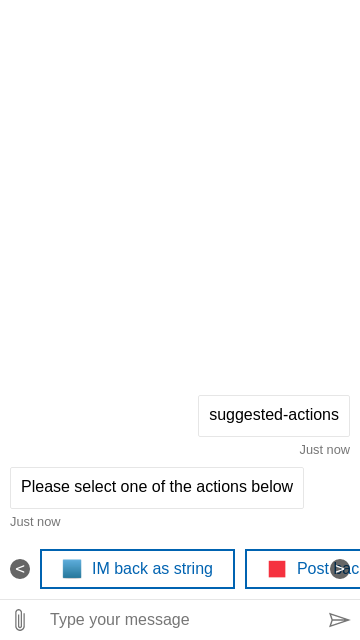 suggested-actions
Just now
Please select one of the actions below
Just now
< IM back as string Post >
Type your message